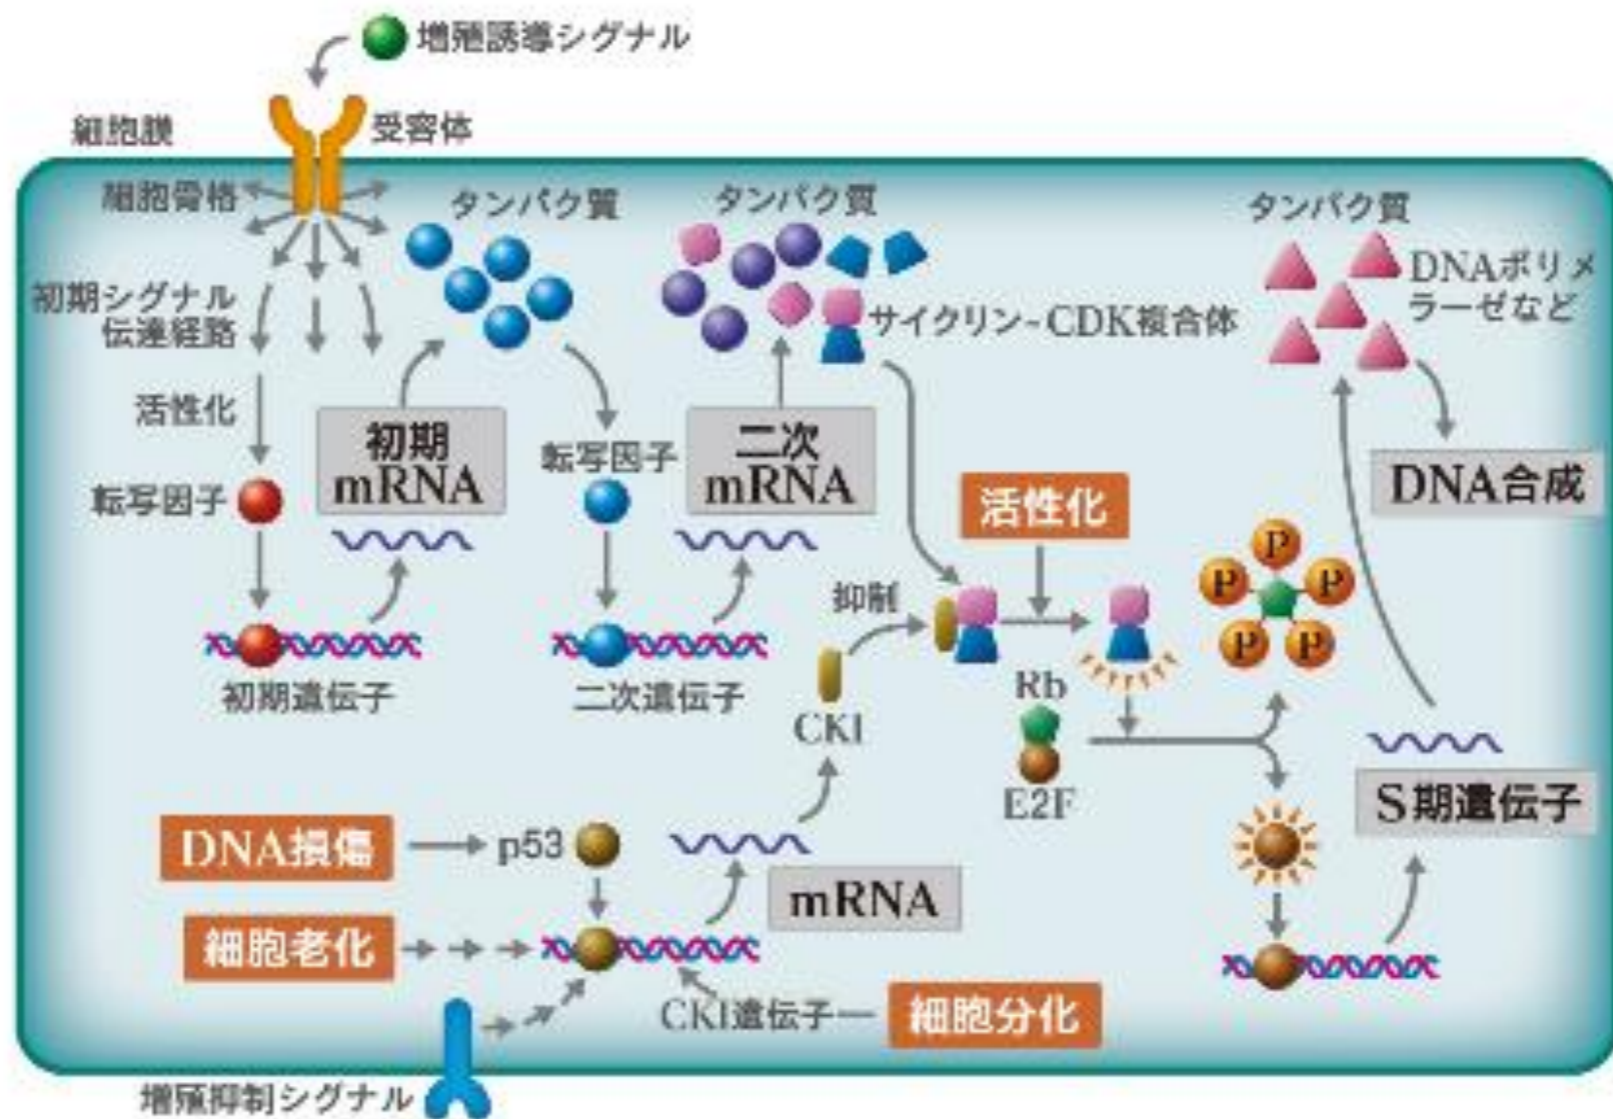 増殖誘導シグナル
細胞膜
受容体
細胞骨格
タンパク質
タンパク質
タンパク質
初期シグナル
伝達経路
DNAポリメ
ラーゼなど
サイクリン-CDK複合体
活性化
初期
mRNA
転写因子
二次
mRNA
DNA合成
転写因子
活性化
P
P
P
P
P
抑制
初期遺伝子
二次遺伝子
CKI
Rb
E2F
S期遺伝子
DNA損傷
p53
mRNA
細胞老化
CKI遺伝子
細胞分化
増殖抑制シグナル